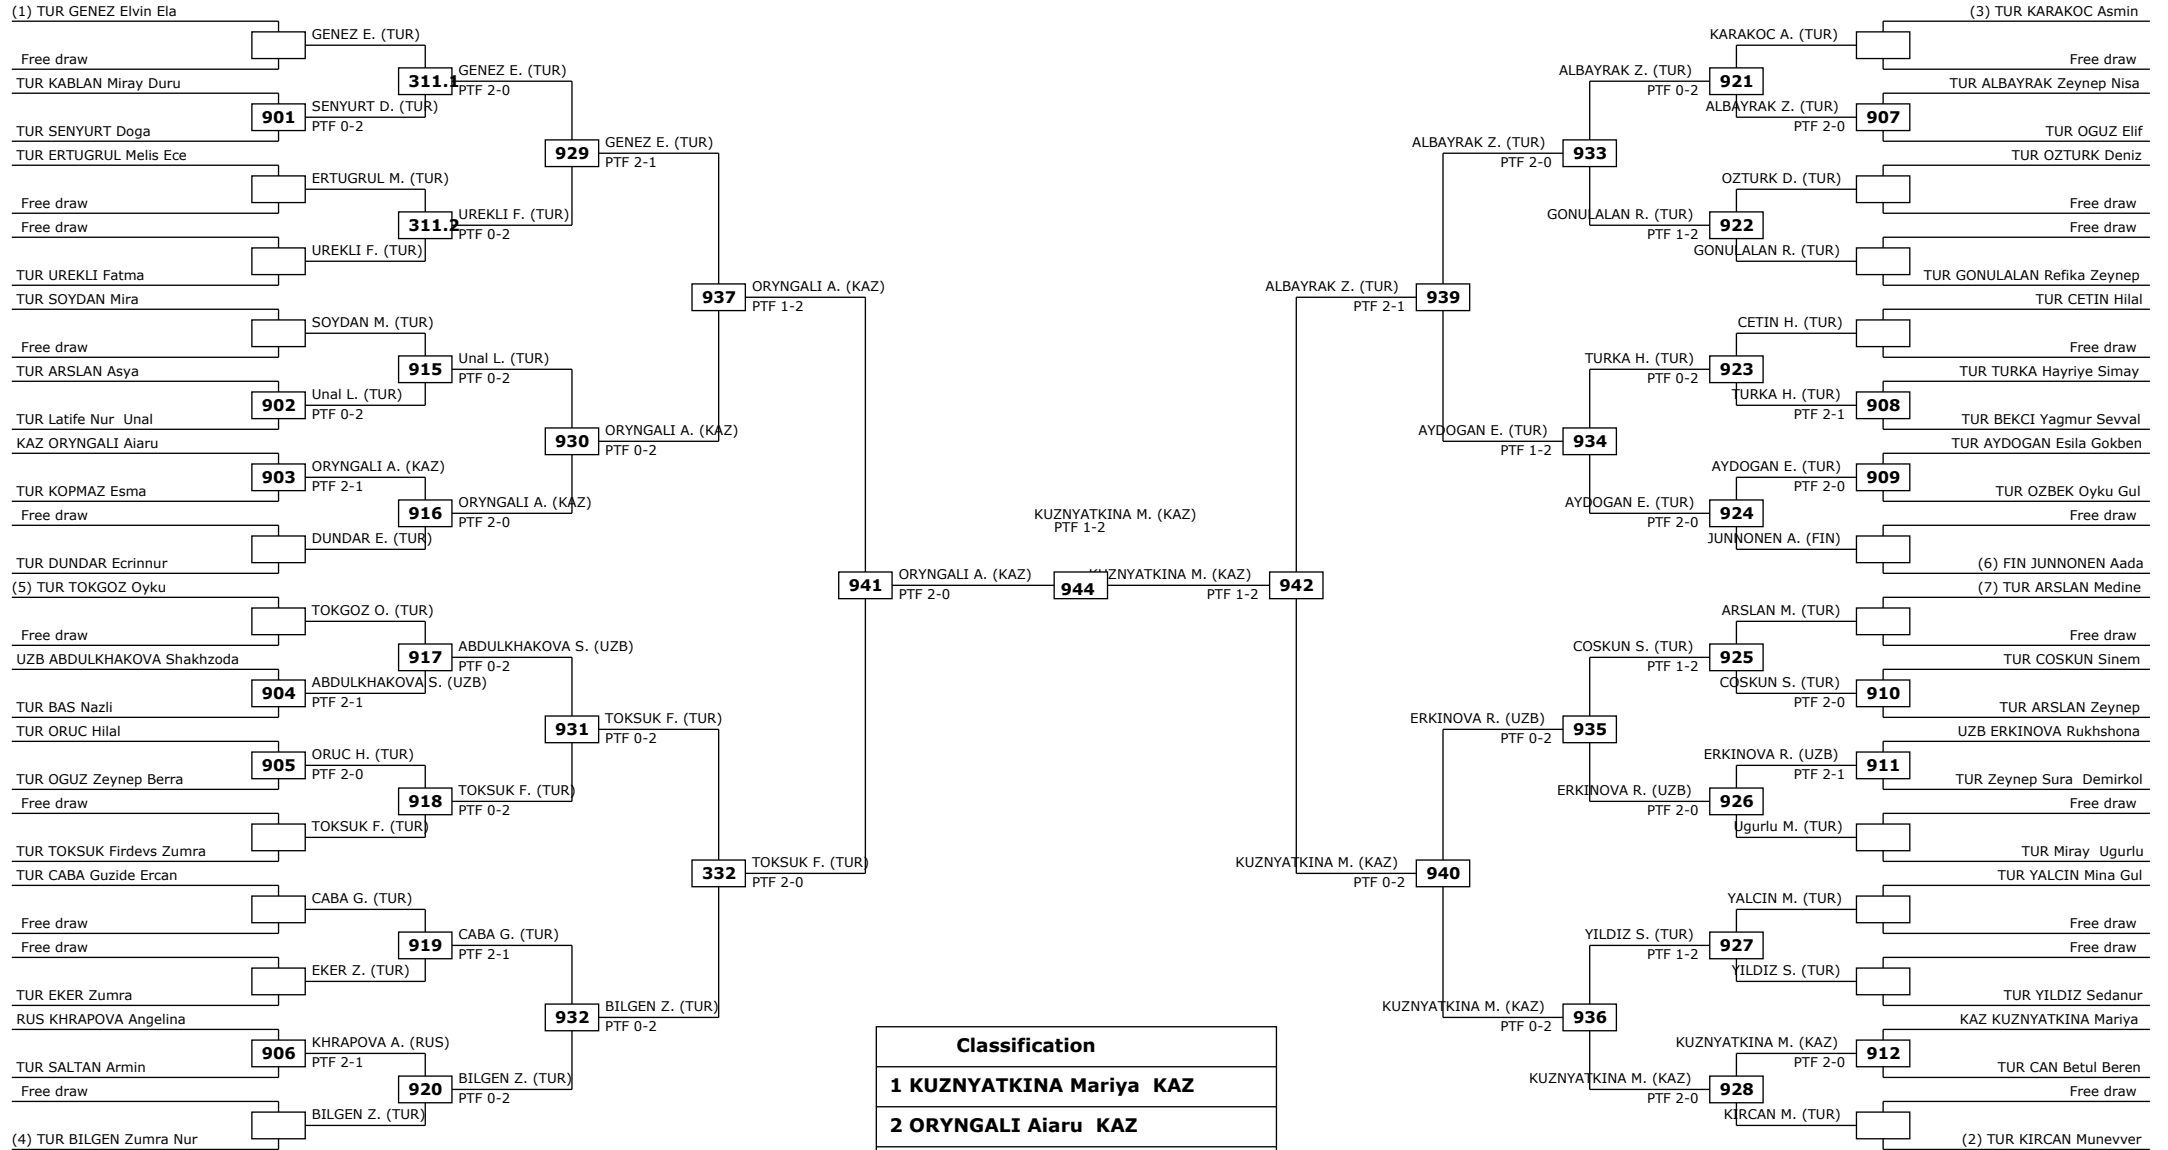 (1) TUR GENEZ Elvin Ela
GENEZ E. (TUR)
Free draw
311.1
GENEZ E. (TUR)
PTF 2-0
TUR KABLAN Miray Duru
901
SENYURT D. (TUR)
PTF 0-2
TUR SENYURT Doga
929
GENEZ E. (TUR)
PTF 2-1
TUR ERTUGRUL Melis Ece
ERTUGRUL M. (TUR)
Free draw
311.2
UREKLI F. (TUR)
PTF 0-2
Free draw
UREKLI F. (TUR)
TUR UREKLI Fatma
937
ORYNGALI A. (KAZ)
PTF 1-2
TUR SOYDAN Mira
SOYDAN M. (TUR)
Free draw
915
Unal L. (TUR)
PTF 0-2
TUR ARSLAN Asya
902
Unal L. (TUR)
PTF 0-2
TUR Latife Nur  Unal
930
ORYNGALI A. (KAZ)
PTF 0-2
KAZ ORYNGALI Aiaru
903
ORYNGALI A. (KAZ)
PTF 2-1
TUR KOPMAZ Esma
916
ORYNGALI A. (KAZ)
PTF 2-0
Free draw
DUNDAR E. (TUR)
TUR DUNDAR Ecrinnur
941
ORYNGALI A. (KAZ)
PTF 2-0
(5) TUR TOKGOZ Oyku
TOKGOZ O. (TUR)
Free draw
917
ABDULKHAKOVA S. (UZB)
PTF 0-2
UZB ABDULKHAKOVA Shakhzoda
904
ABDULKHAKOVA S. (UZB)
PTF 2-1
TUR BAS Nazli
931
TOKSUK F. (TUR)
PTF 0-2
TUR ORUC Hilal
905
ORUC H. (TUR)
PTF 2-0
TUR OGUZ Zeynep Berra
918
TOKSUK F. (TUR)
PTF 0-2
Free draw
TOKSUK F. (TUR)
TUR TOKSUK Firdevs Zumra
332
TOKSUK F. (TUR)
PTF 2-0
TUR CABA Guzide Ercan
CABA G. (TUR)
Free draw
919
CABA G. (TUR)
PTF 2-1
Free draw
EKER Z. (TUR)
TUR EKER Zumra
932
BILGEN Z. (TUR)
PTF 0-2
RUS KHRAPOVA Angelina
906
KHRAPOVA A. (RUS)
PTF 2-1
TUR SALTAN Armin
920
BILGEN Z. (TUR)
PTF 0-2
Free draw
BILGEN Z. (TUR)
(4) TUR BILGEN Zumra Nur
KUZNYATKINA M. (KAZ)
PTF 1-2
944
KUZNYATKINA M. (KAZ)
PTF 1-2
942
(3) TUR KARAKOC Asmin
KARAKOC A. (TUR)
Free draw
ALBAYRAK Z. (TUR)
PTF 0-2
921
TUR ALBAYRAK Zeynep Nisa
ALBAYRAK Z. (TUR)
PTF 2-0
907
TUR OGUZ Elif
ALBAYRAK Z. (TUR)
PTF 2-0
933
TUR OZTURK Deniz
OZTURK D. (TUR)
Free draw
GONULALAN R. (TUR)
PTF 1-2
922
Free draw
GONULALAN R. (TUR)
TUR GONULALAN Refika Zeynep
ALBAYRAK Z. (TUR)
PTF 2-1
939
TUR CETIN Hilal
CETIN H. (TUR)
Free draw
TURKA H. (TUR)
PTF 0-2
923
TUR TURKA Hayriye Simay
TURKA H. (TUR)
PTF 2-1
908
TUR BEKCI Yagmur Sevval
AYDOGAN E. (TUR)
PTF 1-2
934
TUR AYDOGAN Esila Gokben
AYDOGAN E. (TUR)
PTF 2-0
909
TUR OZBEK Oyku Gul
AYDOGAN E. (TUR)
PTF 2-0
924
Free draw
JUNNONEN A. (FIN)
(6) FIN JUNNONEN Aada
(7) TUR ARSLAN Medine
ARSLAN M. (TUR)
Free draw
COSKUN S. (TUR)
PTF 1-2
925
TUR COSKUN Sinem
COSKUN S. (TUR)
PTF 2-0
910
TUR ARSLAN Zeynep
ERKINOVA R. (UZB)
PTF 0-2
935
UZB ERKINOVA Rukhshona
ERKINOVA R. (UZB)
PTF 2-1
911
TUR Zeynep Sura  Demirkol
ERKINOVA R. (UZB)
PTF 2-0
926
Free draw
Ugurlu M. (TUR)
TUR Miray  Ugurlu
KUZNYATKINA M. (KAZ)
PTF 0-2
940
TUR YALCIN Mina Gul
YALCIN M. (TUR)
Free draw
YILDIZ S. (TUR)
PTF 1-2
927
Free draw
YILDIZ S. (TUR)
TUR YILDIZ Sedanur
KUZNYATKINA M. (KAZ)
PTF 0-2
936
KAZ KUZNYATKINA Mariya
KUZNYATKINA M. (KAZ)
PTF 2-0
912
TUR CAN Betul Beren
KUZNYATKINA M. (KAZ)
PTF 2-0
928
Free draw
KIRCAN M. (TUR)
(2) TUR KIRCAN Munevver
Classification
1 KUZNYATKINA Mariya  KAZ
2 ORYNGALI Aiaru  KAZ